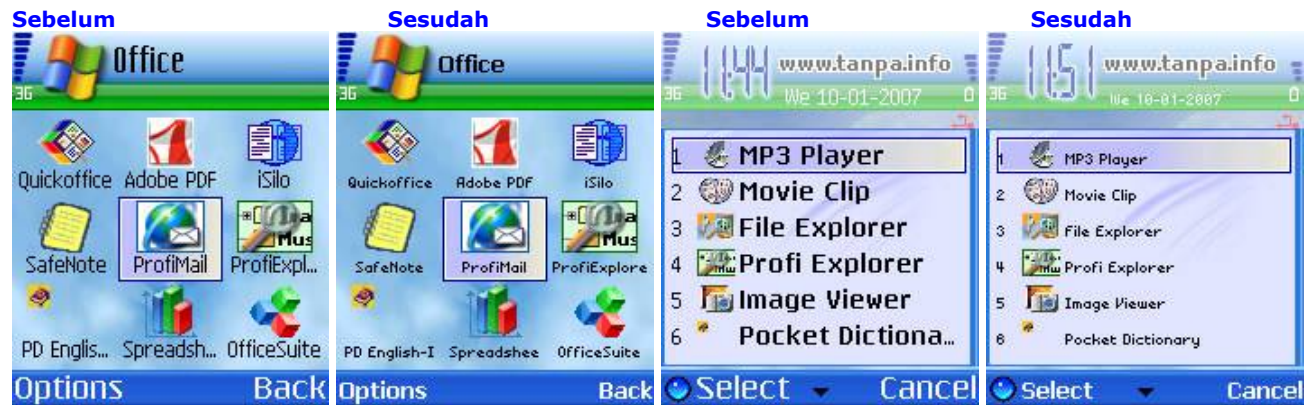 Sebelum Sesudah Sebelum Sesudah
Office
3G
Quickoffice Adobe PDF iSilo
SafeNote ProfiMail ProfiExpl...
PD Englis... Spreadsh... OfficeSuite
Options Back
Office
3G
Quickoffice Adobe PDF iSilo
SafeNote ProfiMail ProfiExplore
PD English-I Spreadshee OfficeSuite
Options Back
11:44 www.tanpa.info
3G We 10-01-2007 0
1 MP3 Player
2 Movie Clip
3 File Explorer
4 Profi Explorer
5 Image Viewer
6 Pocket Dictiona...
Select Cancel
11:51 www.tanpa.info
3G We 10-01-2007 0
1 MP3 Player
2 Movie Clip
3 File Explorer
4 Profi Explorer
5 Image Viewer
6 Pocket Dictionary
Select Cancel